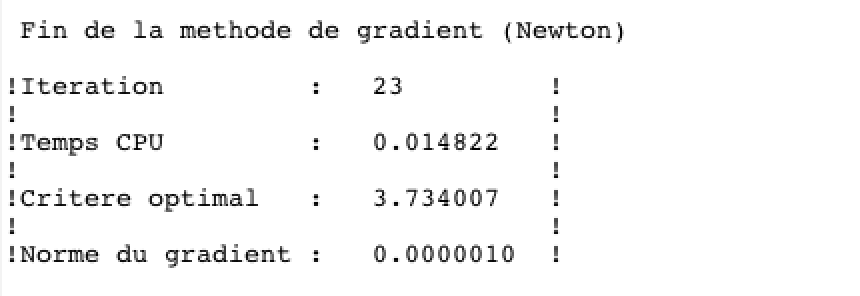 Fin de la methode de gradient (Newton)
!Iteration : 23 !
! !
!Temps CPU : 0.014822 !
! !
!Critere optimal : 3.734007 !
! !
!Norme du gradient : 0.0000010 !